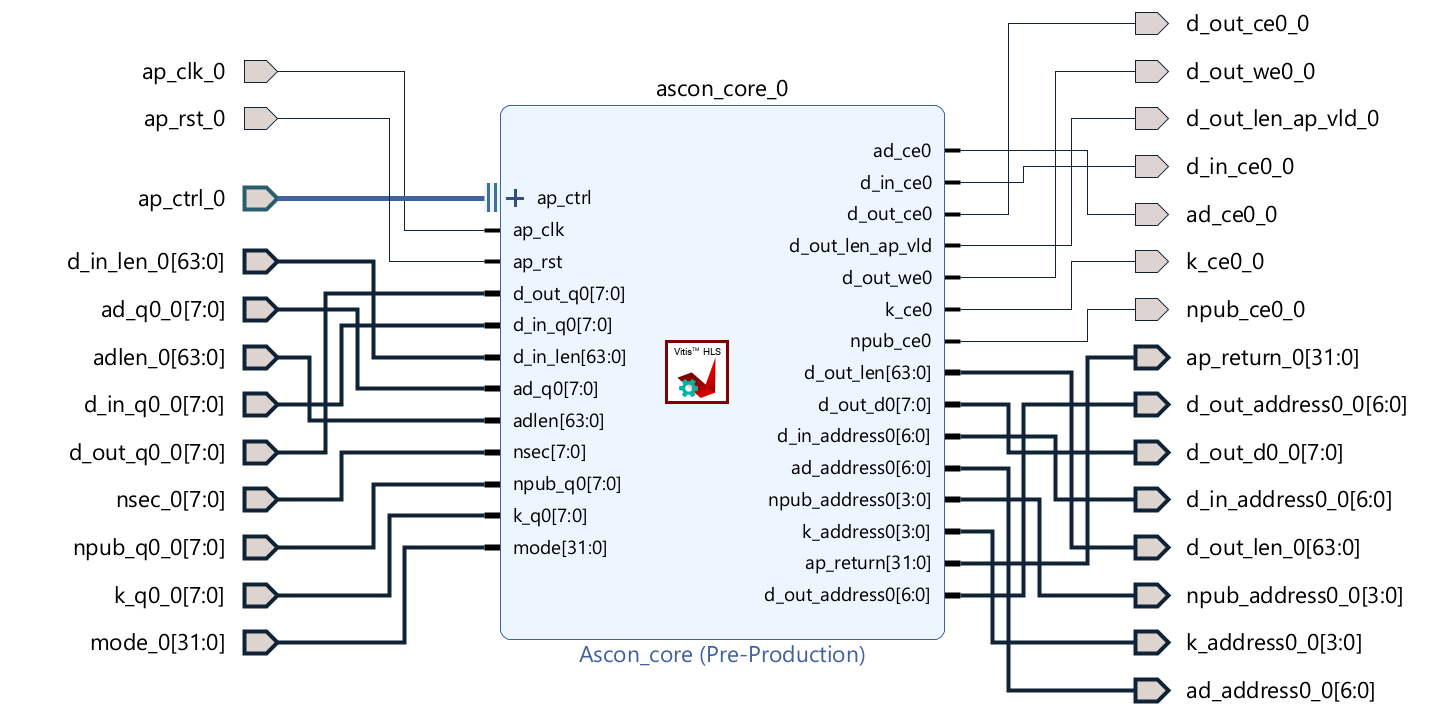 ap_clk_0
ap_rst_0
ap_ctrl_0
d_in_len_0[63:0]
ad_q0_0[7:0]
adlen_0[63:0]
d_in_q0_0[7:0]
d_out_q0_0[7:0]
nsec_0[7:0]
npub_q0_0[7:0]
k_q0_0[7:0]
mode_0[31:0]
ascon_core_0
ap_ctrl
ap_clk
ap_rst
d_out_q0[7:0]
d_in_q0[7:0]
d_in_len[63:0]
ad_q0[7:0]
adlen[63:0]
nsec[7:0]
npub_q0[7:0]
k_q0[7:0]
mode[31:0]
Vitis™ HLS
ad_ce0
d_in_ce0
d_out_ce0
d_out_len_ap_vld
d_out_we0
k_ce0
npub_ce0
d_out_len[63:0]
d_out_d0[7:0]
d_in_address0[6:0]
ad_address0[6:0]
npub_address0[3:0]
k_address0[3:0]
ap_return[31:0]
d_out_address0[6:0]
Ascon_core (Pre-Production)
d_out_ce0_0
d_out_we0_0
d_out_len_ap_vld_0
d_in_ce0_0
ad_ce0_0
k_ce0_0
npub_ce0_0
ap_return_0[31:0]
d_out_address0_0[6:0]
d_out_d0_0[7:0]
d_in_address0_0[6:0]
d_out_len_0[63:0]
npub_address0_0[3:0]
k_address0_0[3:0]
ad_address0_0[6:0]